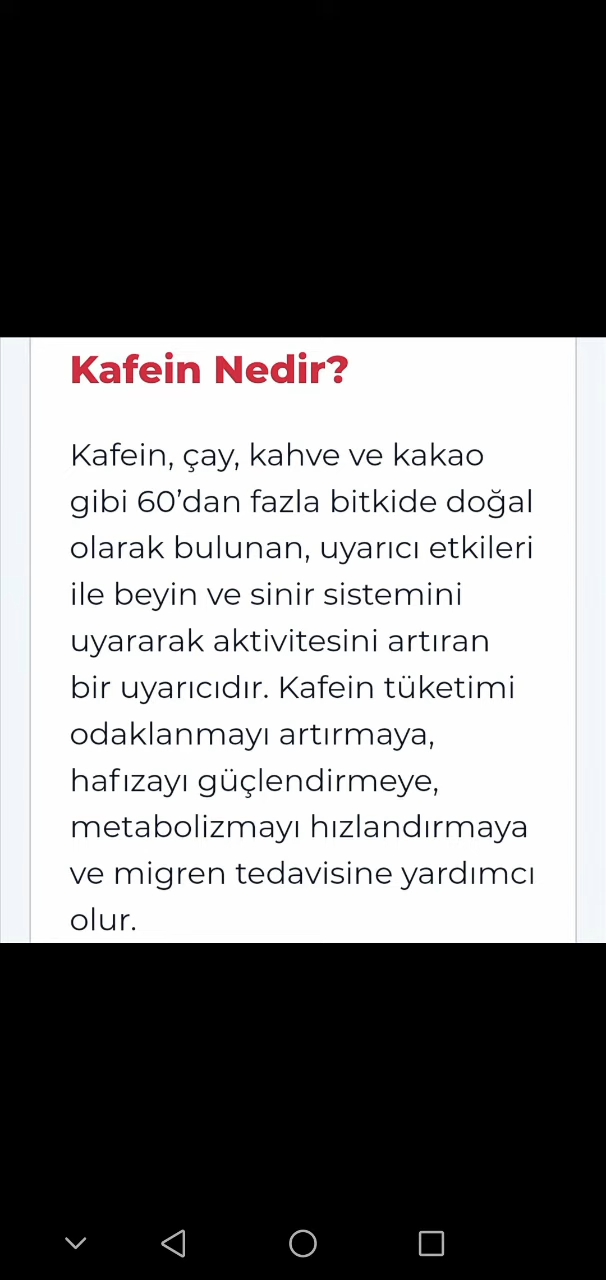 Kafein Nedir?
Kafein, çay, kahve ve kakao
gibi 60’dan fazla bitkide doğal
olarak bulunan, uyarıcı etkileri
ile beyin ve sinir sistemini
uyararak aktivitesini artıran
bir uyarıcıdır. Kafein tüketimi
odaklanmayı artırmaya,
hafızayı güçlendirmeye,
metabolizmayı hızlandırmaya
ve migren tedavisine yardımcı
olur.